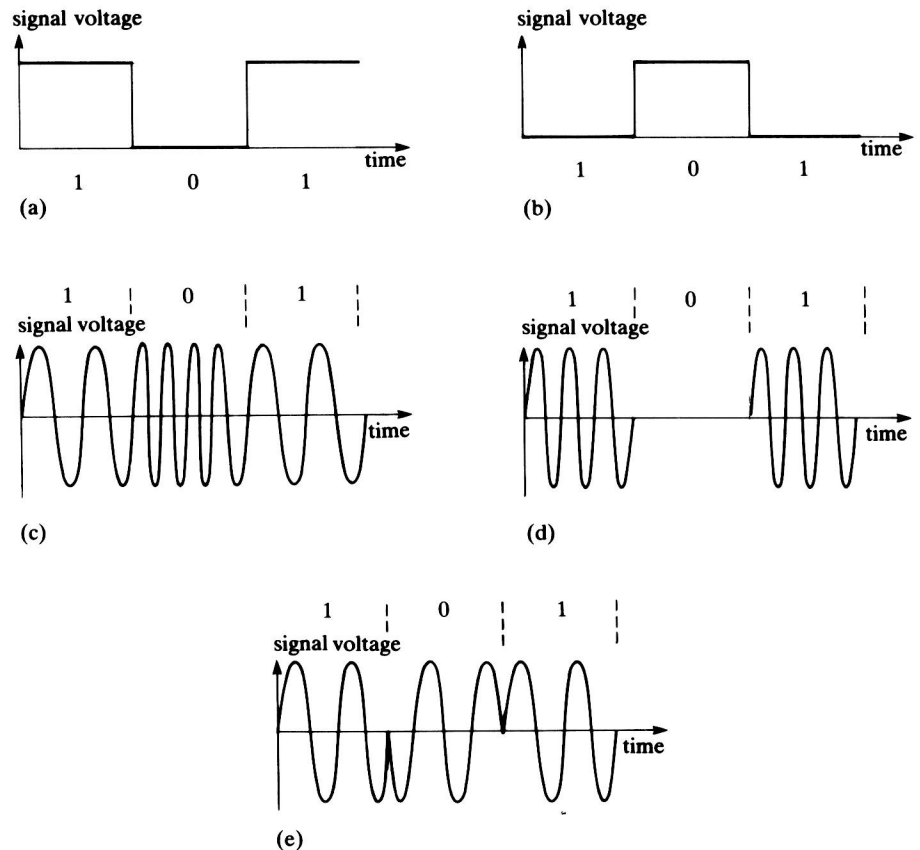 signal voltage
time
1 0 1
(a)
signal voltage
time
1 0 1
(b)
1 0 1
signal voltage
time
(c)
1 0 1
signal voltage
time
(d)
1 0 1
signal voltage
time
(e)